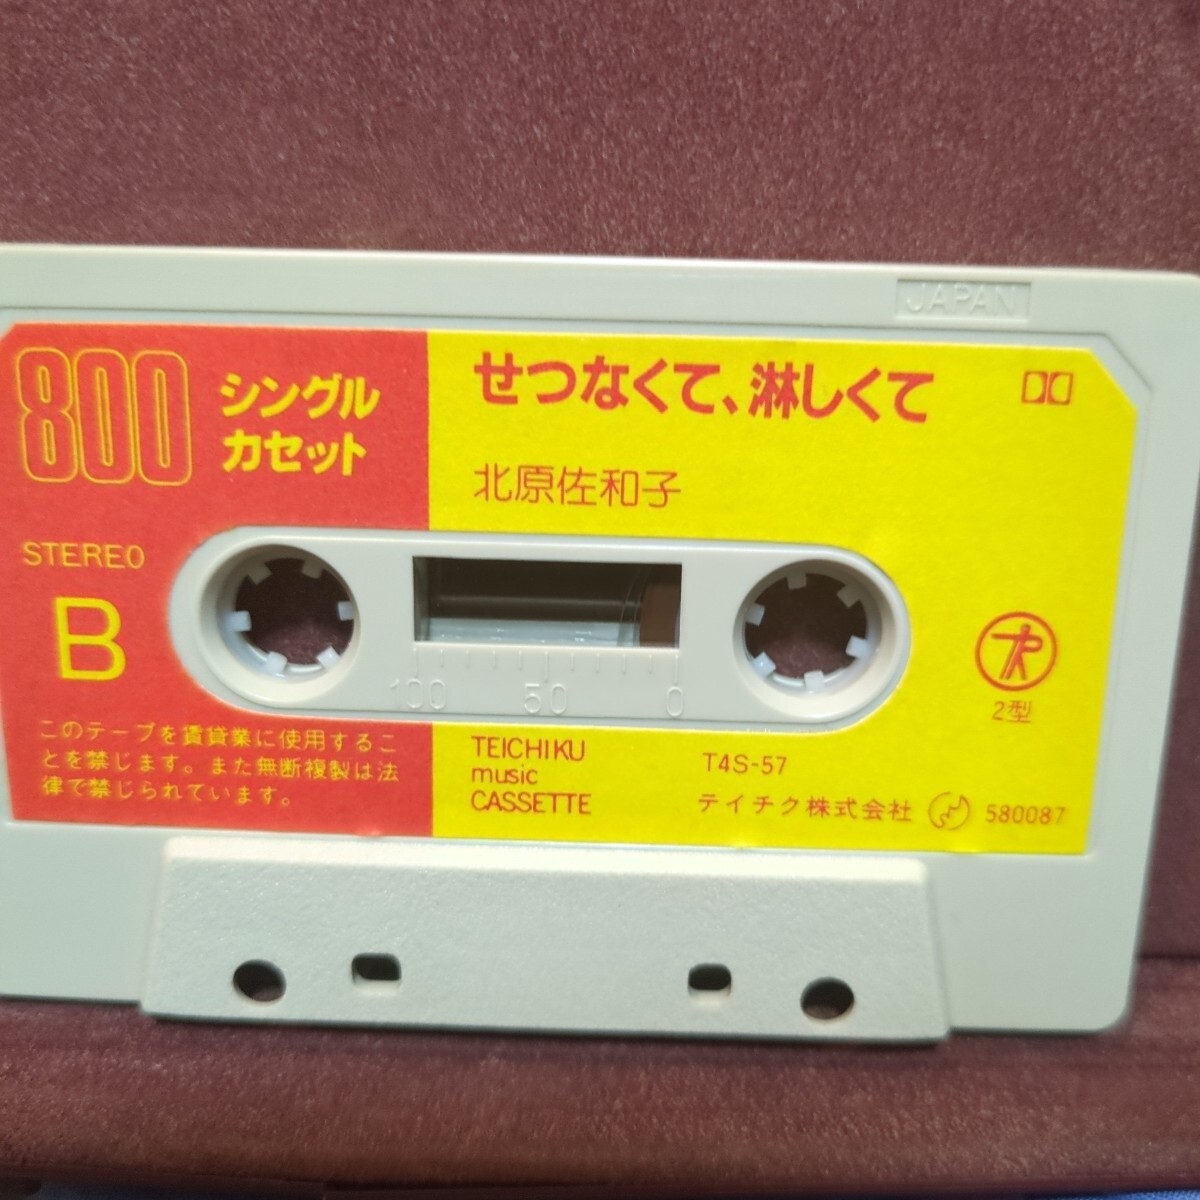 JAPAN
800
シングル
カセット
せつなくて、淋しくて
北原佐和子
STEREO
B
100 50 0
2型
このテープを賃貸業に使用するこ
とを禁じます。また無断複製は法
律で禁じられています。
TEICHIKU
music
CASSETTE
T4S-57
テイチク株式会社 580087